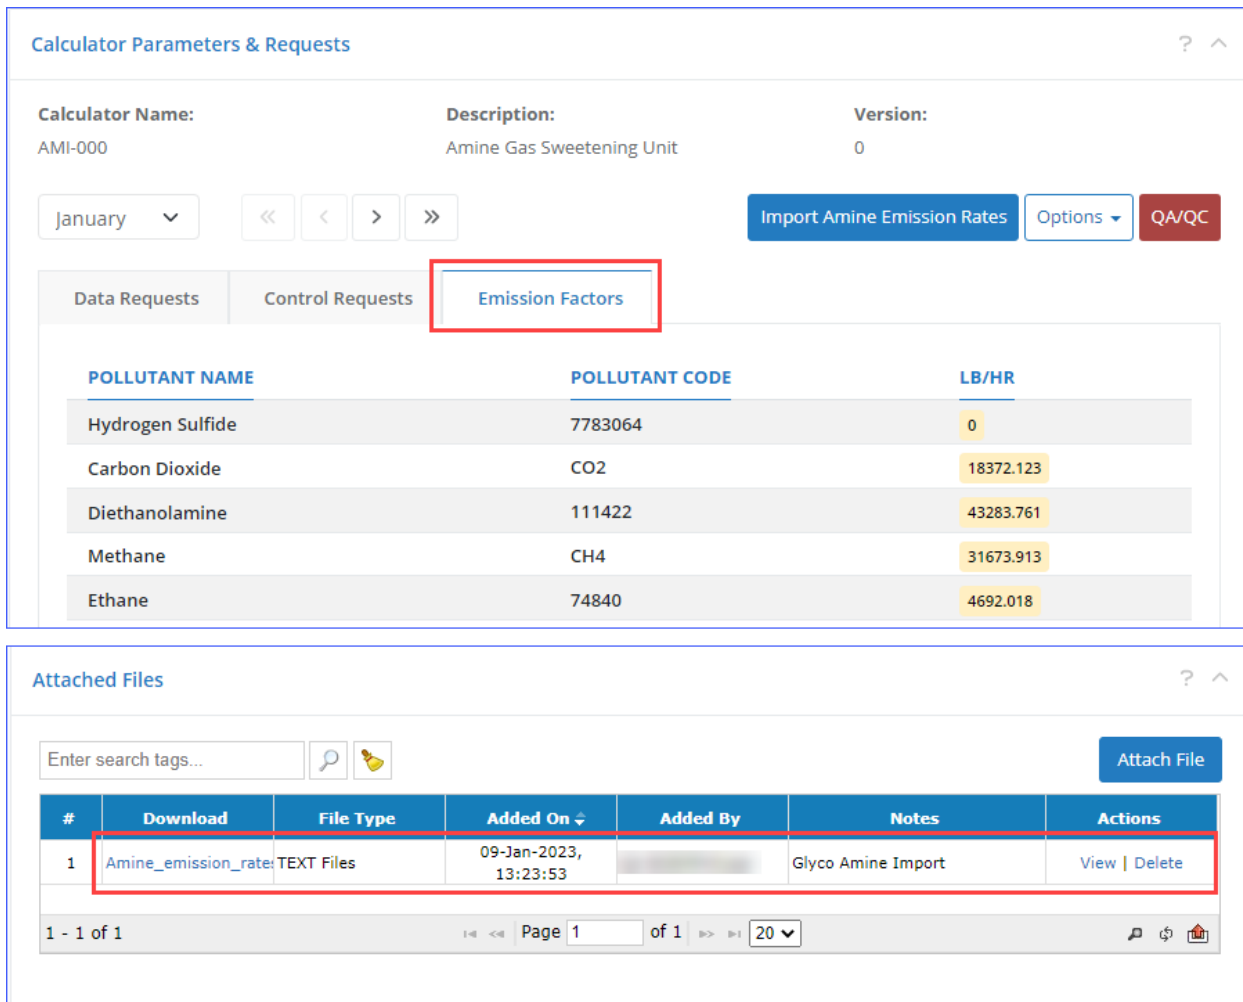 Calculator Parameters & Requests ?
Calculator Name: Description: Version:
AMI-000 Amine Gas Sweetening Unit 0
January Import Amine Emission Rates Options QA/QC
Data Requests Control Requests Emission Factors
POLLUTANT NAME POLLUTANT CODE LB/HR
Hydrogen Sulfide 7783064 0
Carbon Dioxide CO2 18372.123
Diethanolamine 111422 43283.761
Methane CH4 31673.913
Ethane 74840 4692.018
Attached Files ?
Enter search tags... Attach File
# Download File Type Added On Added By Notes Actions
1 Amine_emission_rate TEXT Files 09-Jan-2023, Glyco Amine Import View | Delete
13:23:53
1 - 1 of 1 Page 1 of 1 20